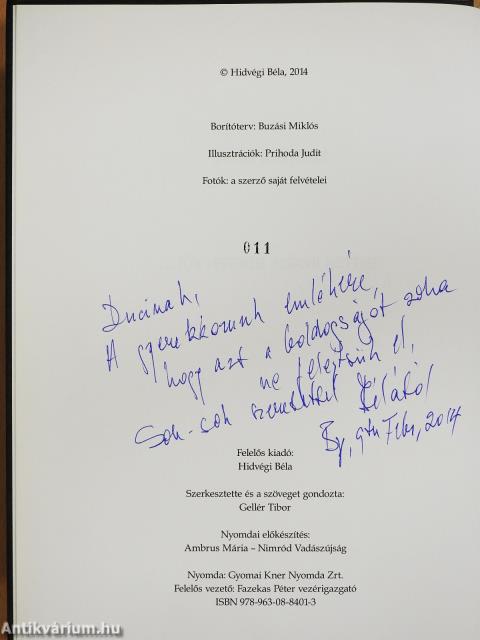 © Hidvégi Béla, 2014
Borítóterv: Buzási Miklós
Illusztrációk: Prihoda Judit
Fotók: a szerző saját felvételei
011
Ducinak,
A gyerekkorunk emlékére,
hogy azt a boldogságot soha
ne felejtsük el,
Sok-sok szeretettel Bélától
2014
Felelős kiadó:
Hidvégi Béla
Szerkesztette és a szöveget gondozta:
Gellér Tibor
Nyomdai előkészítés:
Ambrus Mária – Nimród Vadászújság
Nyomda: Gyomai Kner Nyomda Zrt.
Felelős vezető: Fazekas Péter vezérigazgató
ISBN 978-963-08-8401-3
Antikvárium.hu